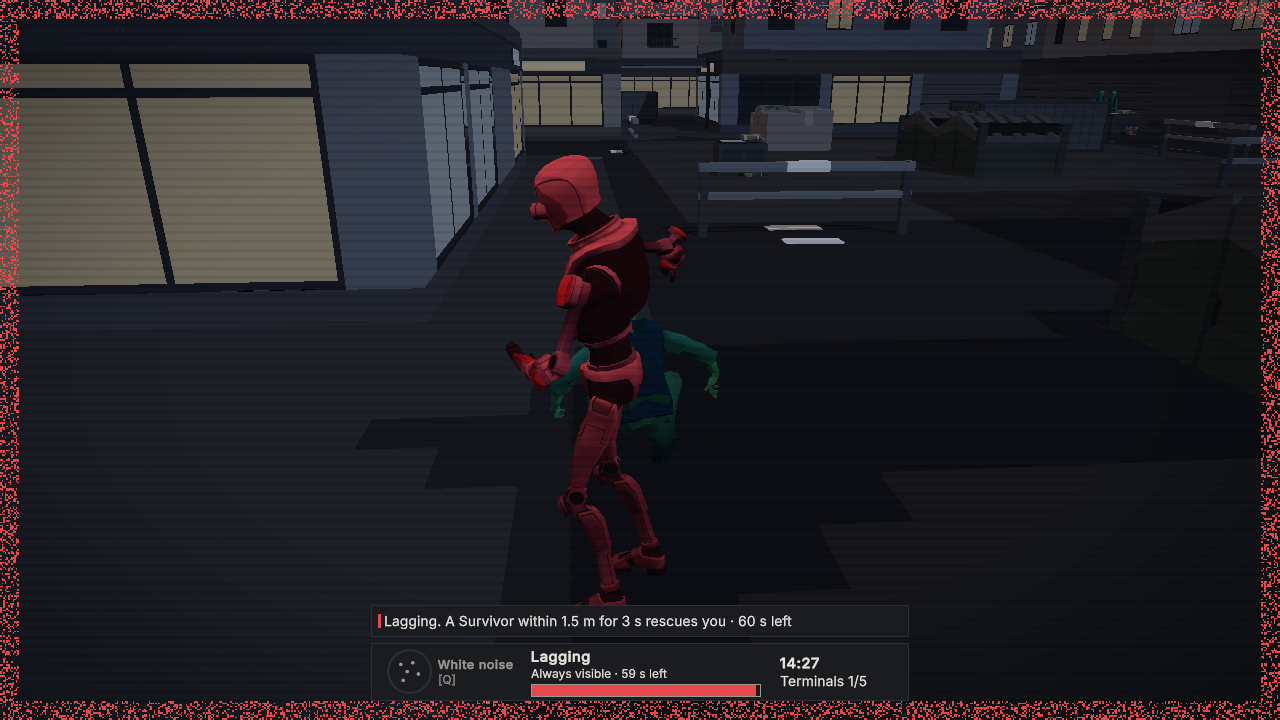 Lagging. A Survivor within 1.5 m for 3 s rescues you · 60 s left
White noise
[Q]
Lagging
Always visible · 59 s left
14:27
Terminals 1/5